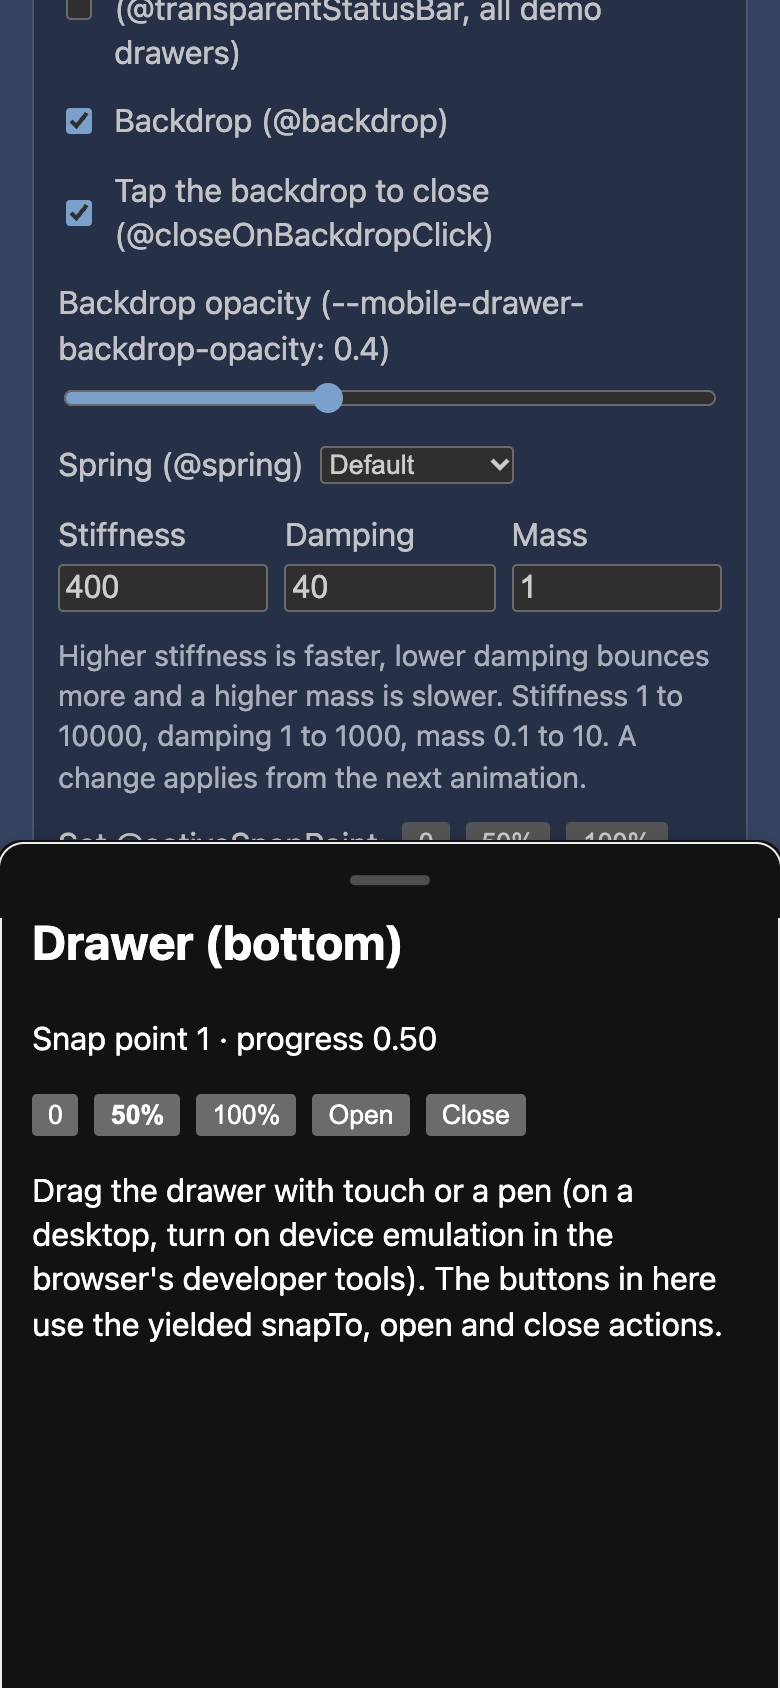 (@transparentStatusBar, all demo
drawers)
Backdrop (@backdrop)
Tap the backdrop to close
(@closeOnBackdropClick)
Backdrop opacity (--mobile-drawer-
backdrop-opacity: 0.4)
Spring (@spring) Default
Stiffness Damping Mass
400 40 1
Higher stiffness is faster, lower damping bounces
more and a higher mass is slower. Stiffness 1 to
10000, damping 1 to 1000, mass 0.1 to 10. A
change applies from the next animation.
Set @activeSnapPoint: 0 50% 100%
Drawer (bottom)
Snap point 1 · progress 0.50
0 50% 100% Open Close
Drag the drawer with touch or a pen (on a
desktop, turn on device emulation in the
browser's developer tools). The buttons in here
use the yielded snapTo, open and close actions.